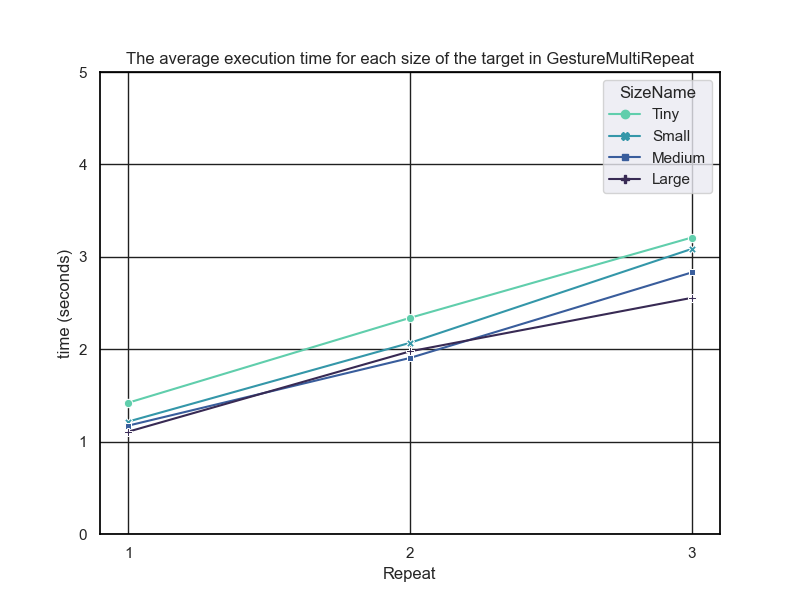 The average execution time for each size of the target in GestureMultiRepeat
SizeName
Tiny
Small
Medium
Large
time (seconds)
5
4
3
2
1
0
1
2
3
Repeat